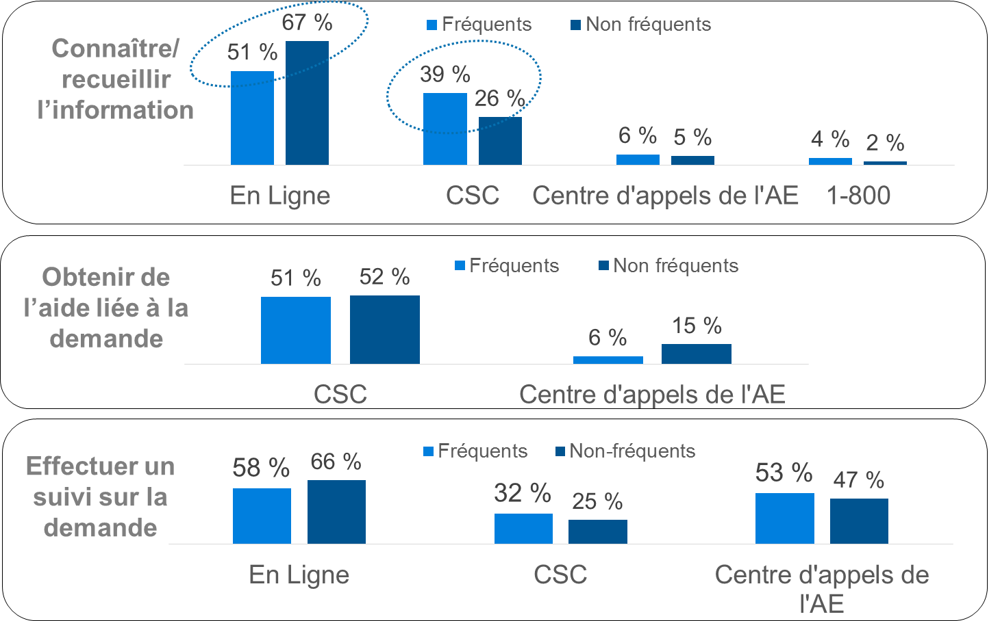 Connaître/
recueillir
l’information
Fréquents
Non fréquents
51 %
67 %
39 %
26 %
6 %
5 %
4 %
2 %
En Ligne
CSC
Centre d'appels de l'AE
1-800
Obtenir de
l’aide liée à la
demande
Fréquents
Non fréquents
51 %
52 %
6 %
15 %
CSC
Centre d'appels de l'AE
Effectuer un
suivi sur la
demande
Fréquents
Non-fréquents
58 %
66 %
32 %
25 %
53 %
47 %
En Ligne
CSC
Centre d'appels de
l'AE